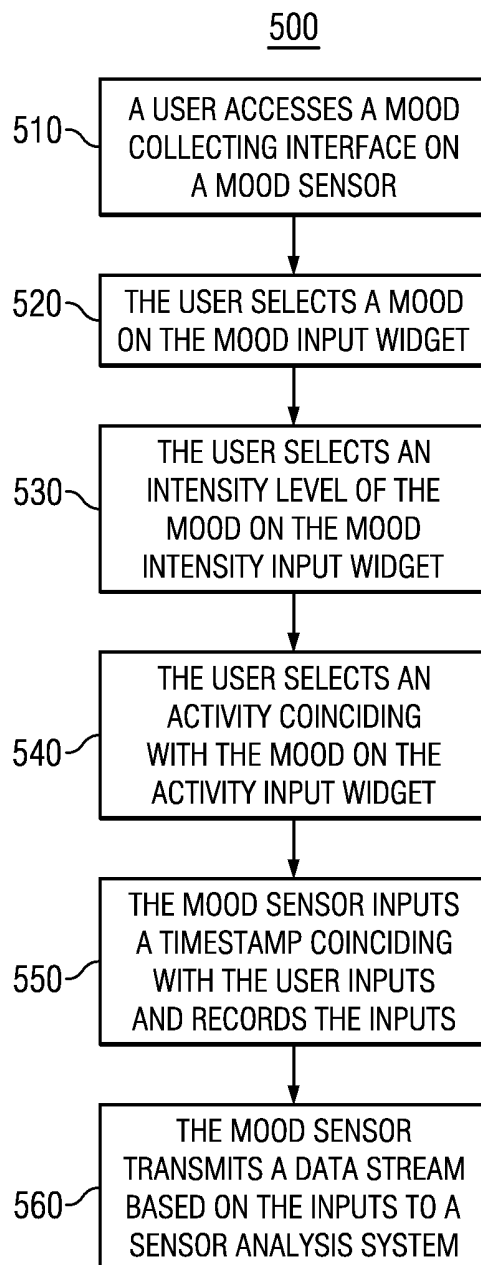 500
510
A USER ACCESSES A MOOD
COLLECTING INTERFACE ON
A MOOD SENSOR
520
THE USER SELECTS A MOOD
ON THE MOOD INPUT WIDGET
530
THE USER SELECTS AN
INTENSITY LEVEL OF THE
MOOD ON THE MOOD
INTENSITY INPUT WIDGET
540
THE USER SELECTS AN
ACTIVITY COINCIDING
WITH THE MOOD ON THE
ACTIVITY INPUT WIDGET
550
THE MOOD SENSOR INPUTS
A TIMESTAMP COINCIDING
WITH THE USER INPUTS
AND RECORDS THE INPUTS
560
THE MOOD SENSOR
TRANSMITS A DATA STREAM
BASED ON THE INPUTS TO A
SENSOR ANALYSIS SYSTEM